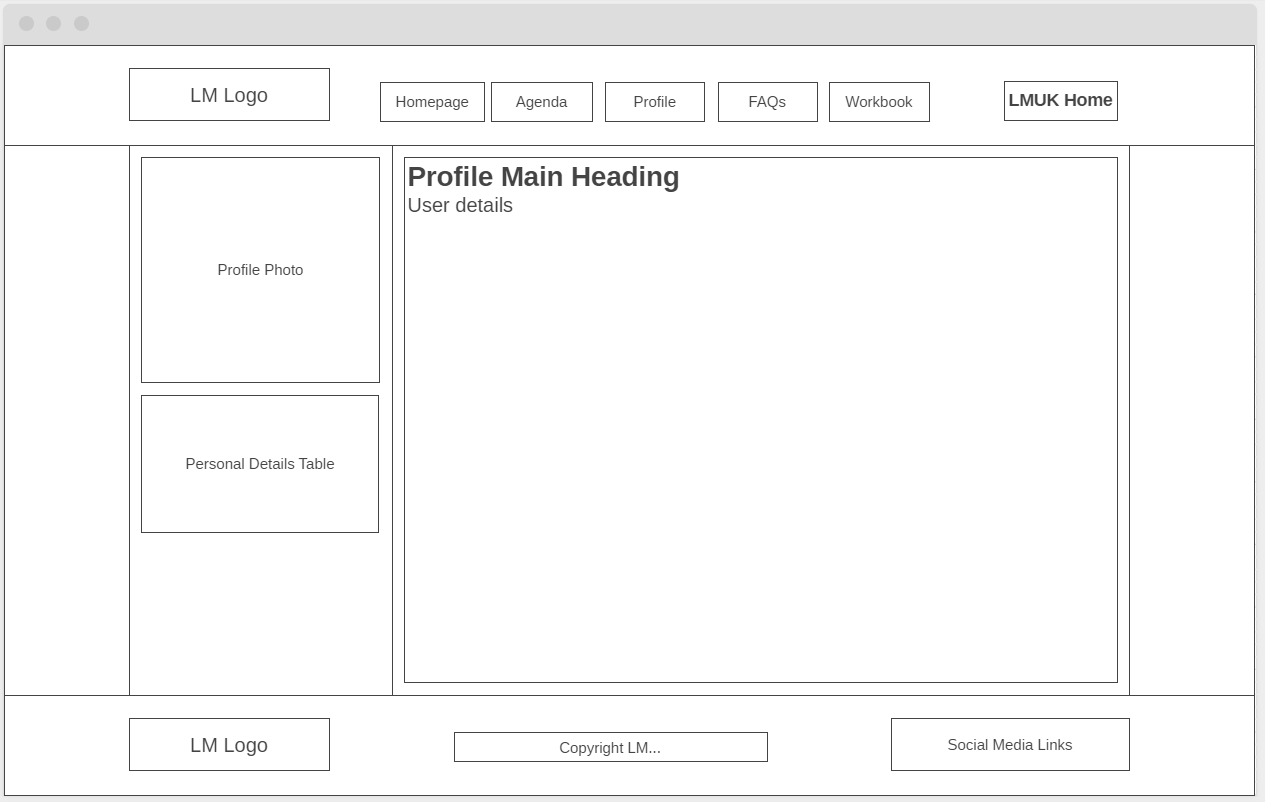 LM Logo
Homepage
Agenda
Profile
FAQs
Workbook
LMUK Home
Profile Photo
Personal Details Table
Profile Main Heading
User details
LM Logo
Copyright LM...
Social Media Links